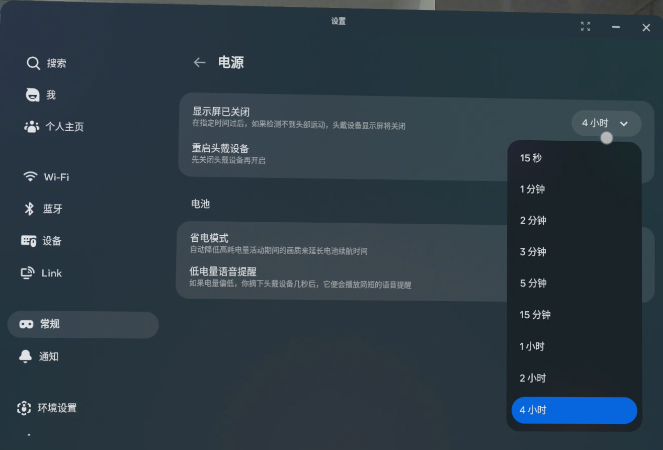 设置
搜索
我
个人主页
Wi-Fi
蓝牙
设备
Link
常规
通知
环境设置
电源
显示屏已关闭
在指定时间过后，如果检测不到头部运动，头戴设备显示屏将关闭
4 小时
重启头戴设备
先关闭头戴设备再开启
电池
省电模式
自动降低高耗电量活动期间的画质来延长电池续航时间
低电量语音提醒
如果电量偏低，你摘下头戴设备几秒后，它便会播放简短的语音提醒
15 秒
1 分钟
2 分钟
3 分钟
5 分钟
15 分钟
1 小时
2 小时
4 小时